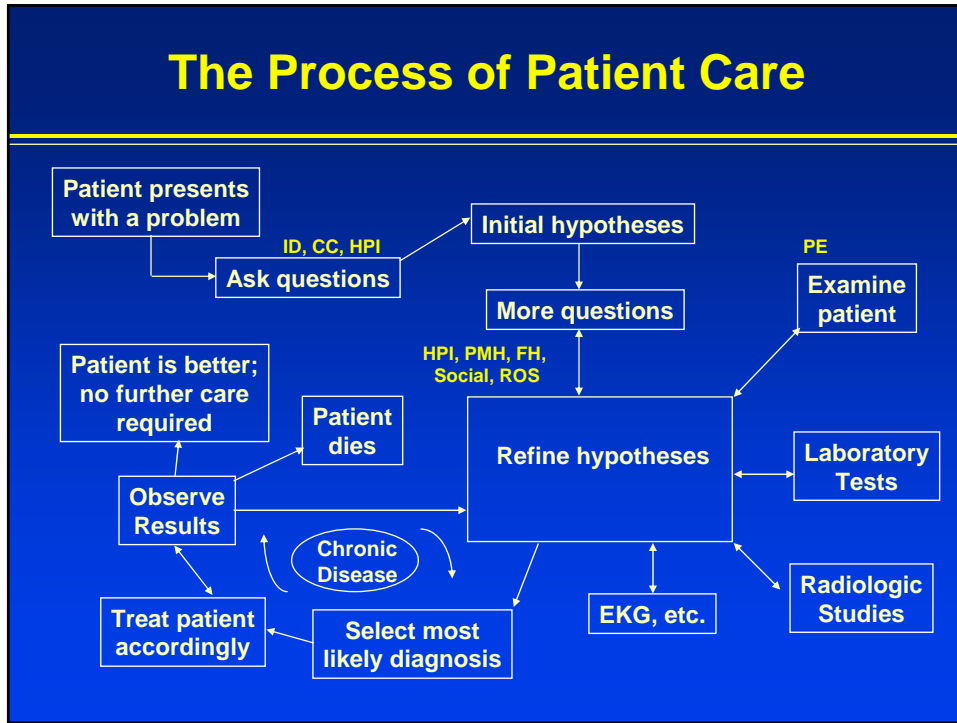 The Process of Patient Care
Patient presents
with a problem
ID, CC, HPI
Ask questions
Initial hypotheses
More questions
HPI, PMH, FH,
Social, ROS
PE
Examine
patient
Refine hypotheses
Laboratory
Tests
Radiologic
Studies
EKG, etc.
Select most
likely diagnosis
Treat patient
accordingly
Observe
Results
Patient is better;
no further care
required
Patient
dies
Chronic
Disease